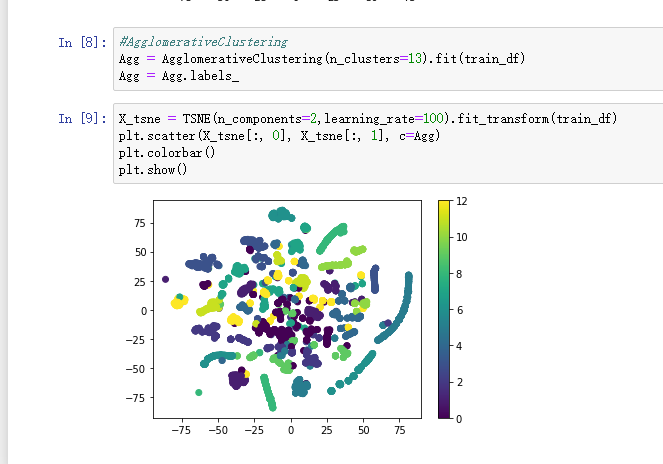 In [8]:
#AgglomerativeClustering
Agg = AgglomerativeClustering(n_clusters=13).fit(train_df)
Agg = Agg.labels_
In [9]:
X_tsne = TSNE(n_components=2,learning_rate=100).fit_transform(train_df)
plt.scatter(X_tsne[:, 0], X_tsne[:, 1], c=Agg)
plt.colorbar()
plt.show()
75
50
25
0
−25
−50
−75
−75 −50 −25 0 25 50 75
12
10
8
6
4
2
0